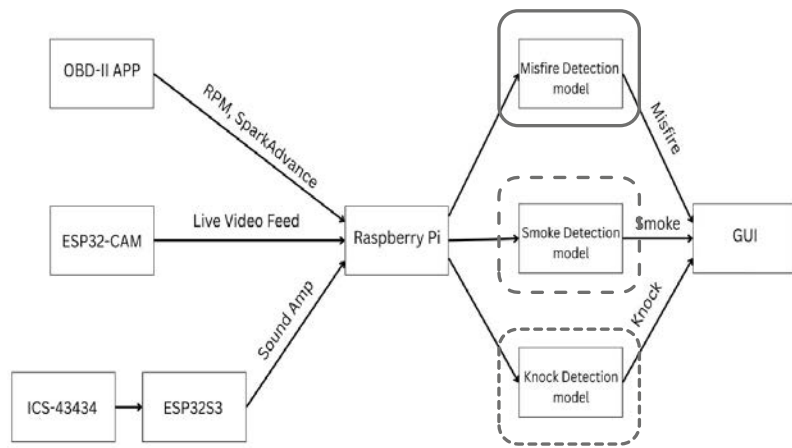 OBD-II APP
RPM, SparkAdvance
Misfire Detection
model
Misfire
ESP32-CAM
Live Video Feed
Raspberry Pi
Smoke Detection
model
Smoke
GUI
Sound Amp
Knock
ICS-43434
ESP32S3
Knock Detection
model